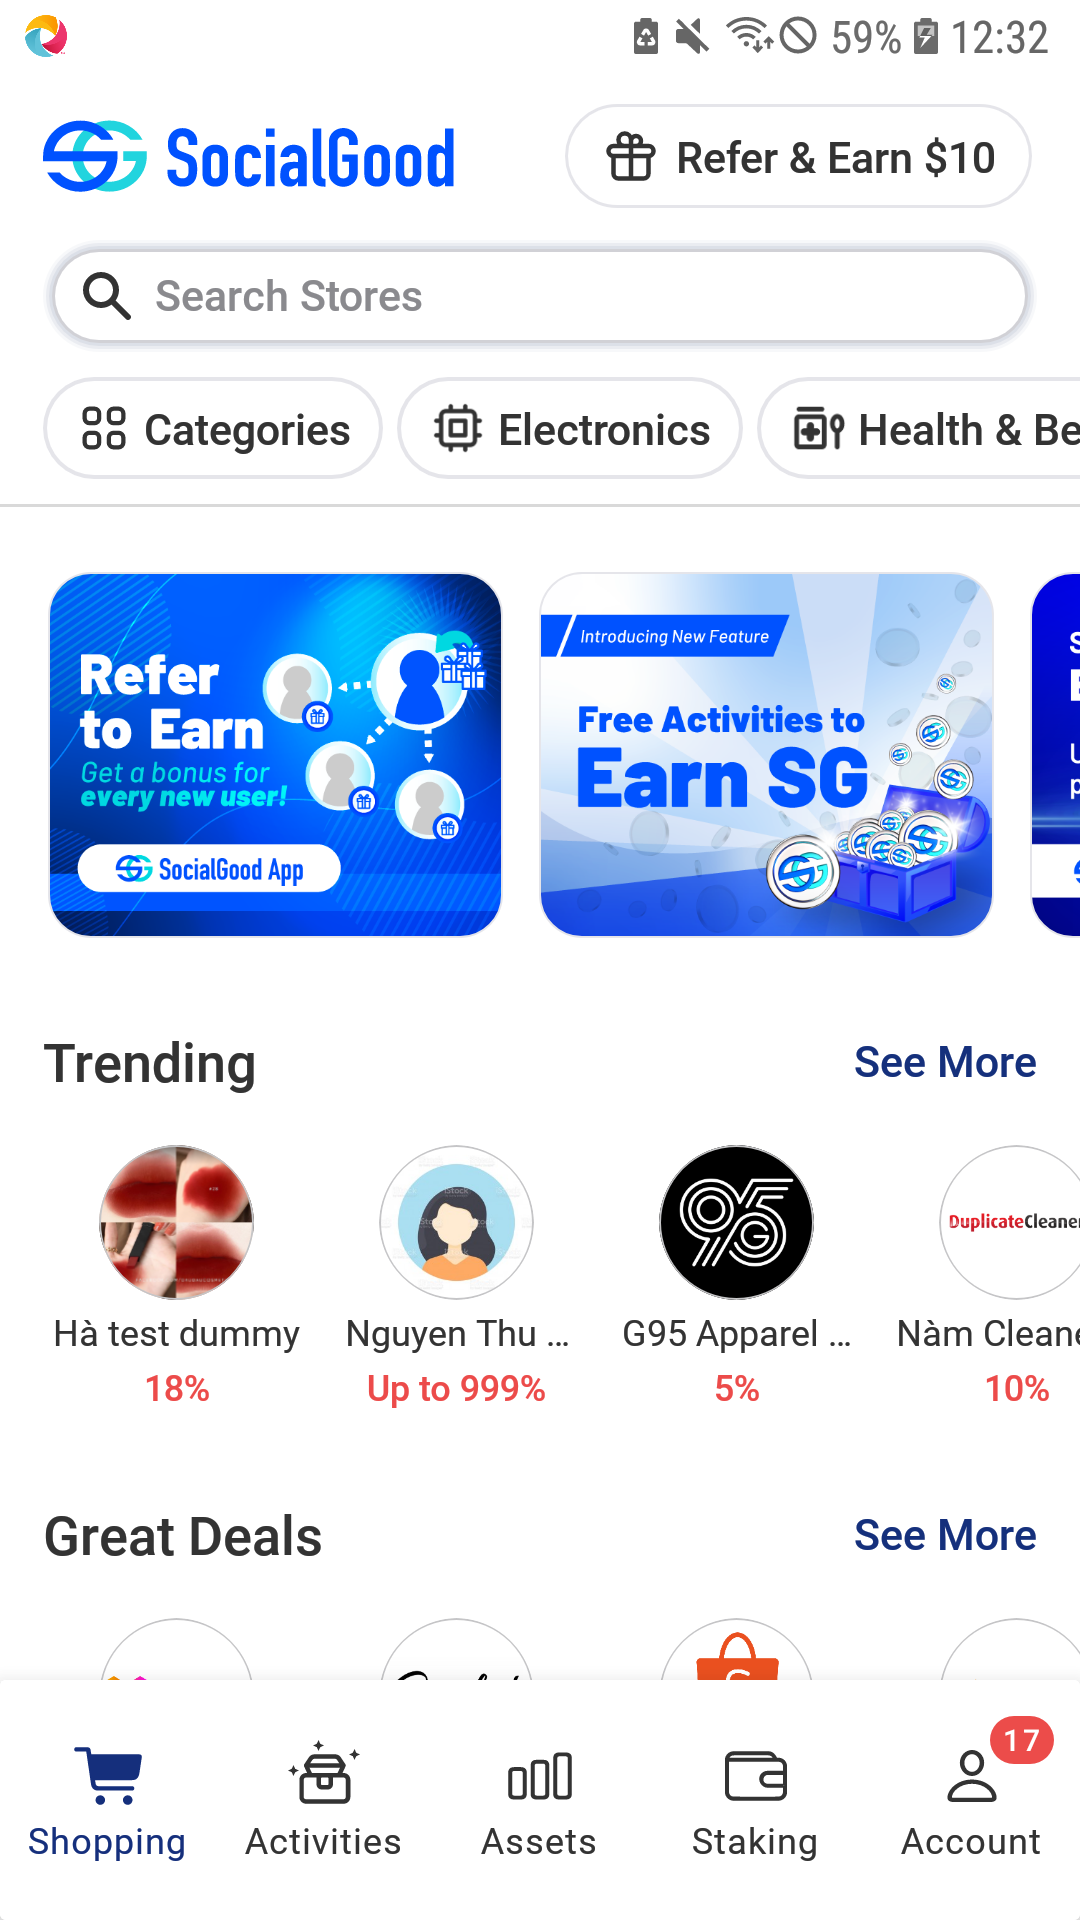 59% 12:32
SocialGood
Refer & Earn $10
Search Stores
Categories
Electronics
Health & Be
Refer
to Earn
Get a bonus for
every new user!
SocialGood App
Introducing New Feature
Free Activities to
Earn SG
Trending
See More
Hà test dummy
18%
Nguyen Thu ...
Up to 999%
G95 Apparel ...
5%
DuplicateCleaner
Nàm Cleane
10%
Great Deals
See More
17
Shopping
Activities
Assets
Staking
Account